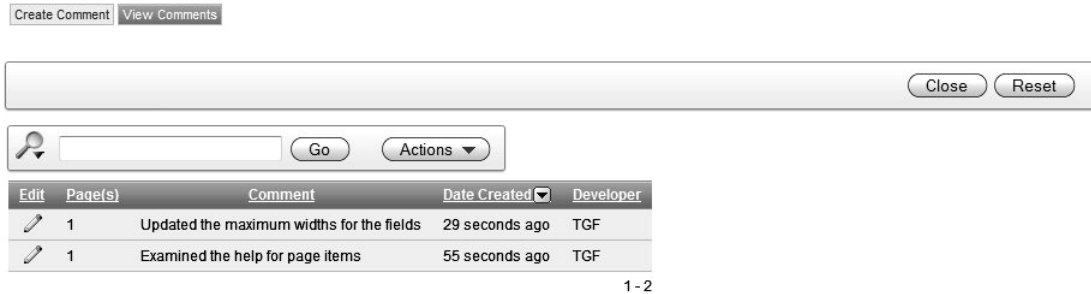 Create Comment View Comments
Close Reset
Go Actions
Edit Page(s) Comment Date Created Developer
1 Updated the maximum widths for the fields 29 seconds ago TGF
1 Examined the help for page items 55 seconds ago TGF
1 - 2